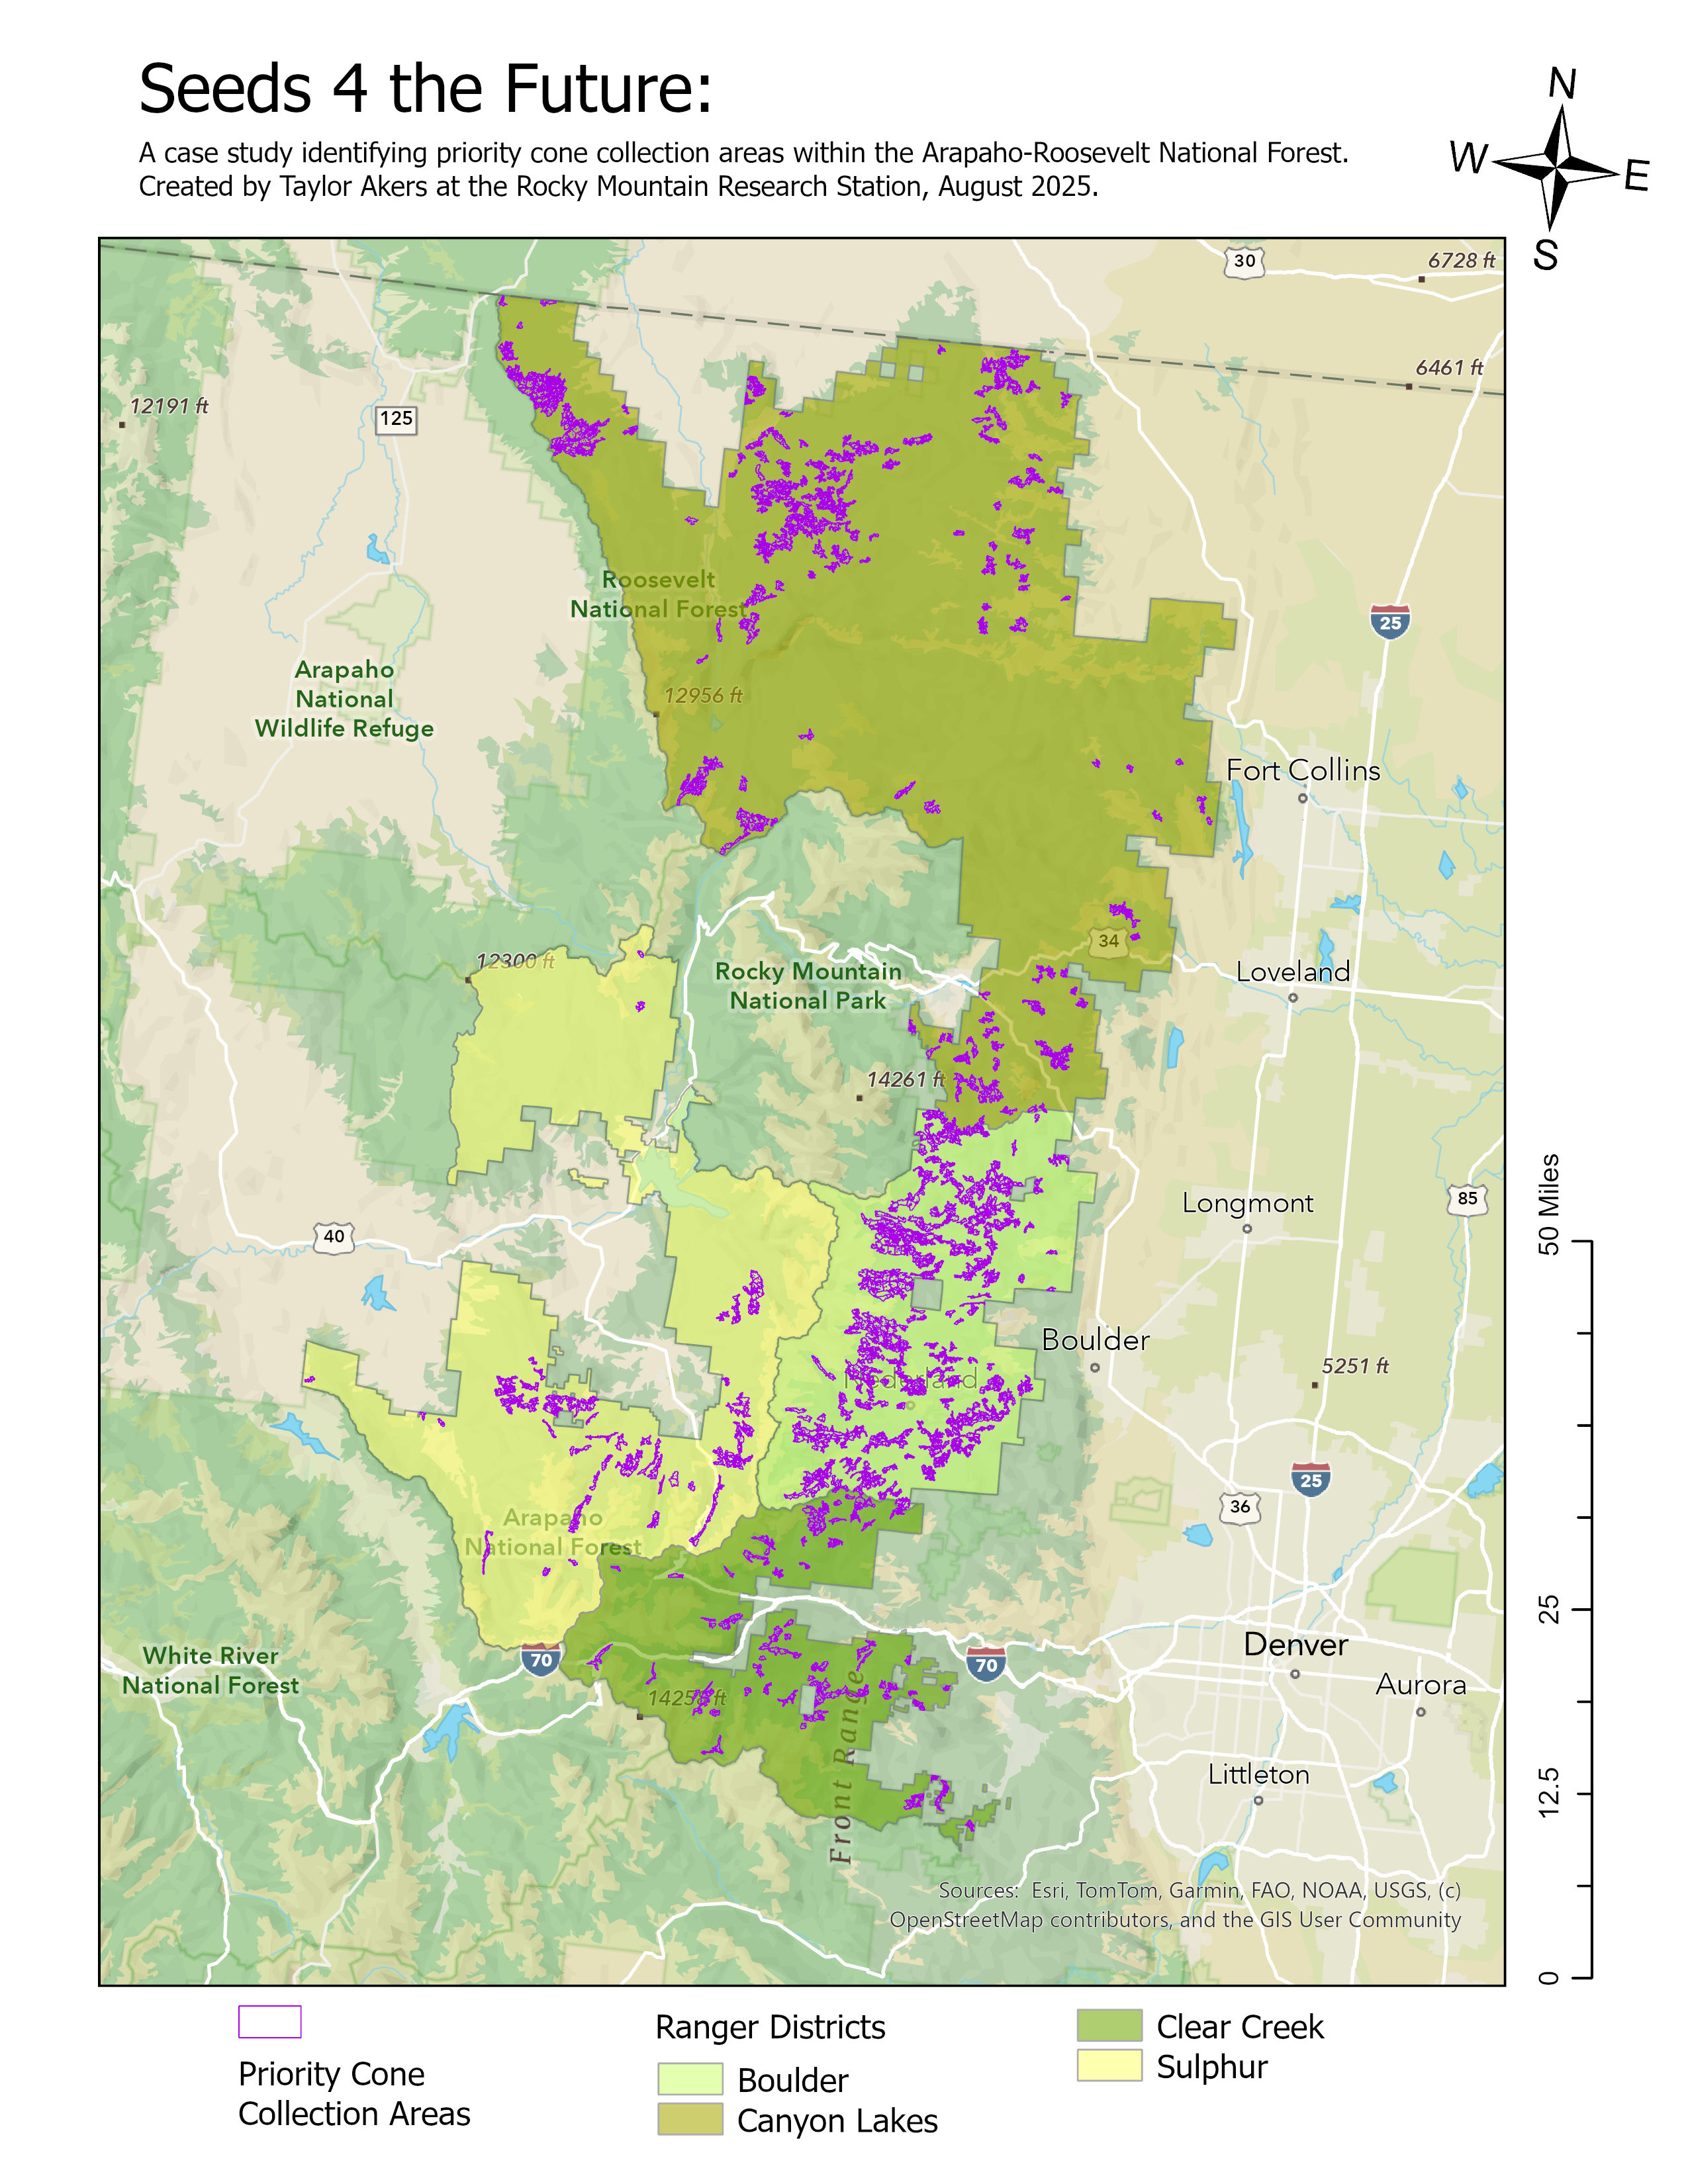 Seeds 4 the Future:
A case study identifying priority cone collection areas within the Arapaho-Roosevelt National Forest.
Created by Taylor Akers at the Rocky Mountain Research Station, August 2025.
N
W
E
S
30
6728 ft
6461 ft
12191 ft
125
Roosevelt
National Forest
25
Arapaho
National
Wildlife Refuge
12956 ft
Fort Collins
34
12300 ft
Rocky Mountain
National Park
Loveland
14261 ft
Longmont
85
50 Miles
40
Boulder
5251 ft
Nederland
25
36
Arapaho
National Forest
25
White River
National Forest
70
70
Denver
Aurora
Front Range
Littleton
12.5
Sources: Esri, TomTom, Garmin, FAO, NOAA, USGS, (c)
OpenStreetMap contributors, and the GIS User Community
0
Priority Cone
Collection Areas
Ranger Districts
Boulder
Canyon Lakes
Clear Creek
Sulphur